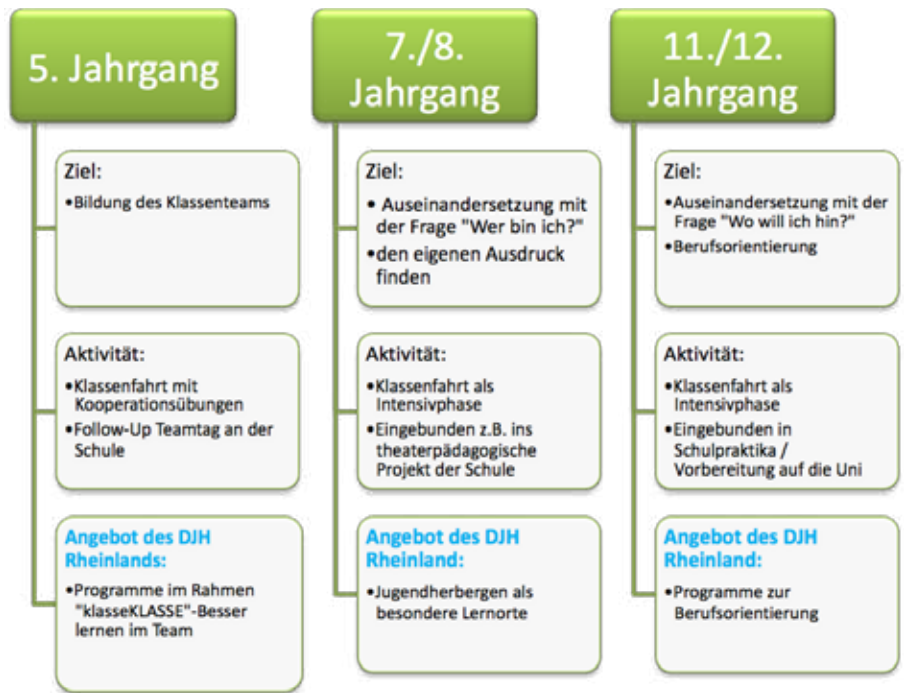 5. Jahrgang
Ziel:
•Bildung des Klassenteams
Aktivität:
•Klassenfahrt mit
Kooperationsübungen
•Follow-Up Teamtag an der
Schule
Angebot des DJH
Rheinlands:
•Programme im Rahmen
"klasseKLASSE"-Besser
lernen im Team
7./8.
Jahrgang
Ziel:
• Auseinandersetzung mit
der Frage "Wer bin ich?"
•den eigenen Ausdruck
finden
Aktivität:
•Klassenfahrt als
Intensivphase
•Eingebunden z.B. ins
theaterpädagogische
Projekt der Schule
Angebot des DJH
Rheinland:
•Jugendherbergen als
besondere Lernorte
11./12.
Jahrgang
Ziel:
•Auseinandersetzung mit der
Frage "Wo will ich hin?"
•Berufsorientierung
Aktivität:
•Klassenfahrt als
Intensivphase
•Eingebunden in
Schulpraktika /
Vorbereitung auf die Uni
Angebot des DJH
Rheinland:
•Programme zur
Berufsorientierung